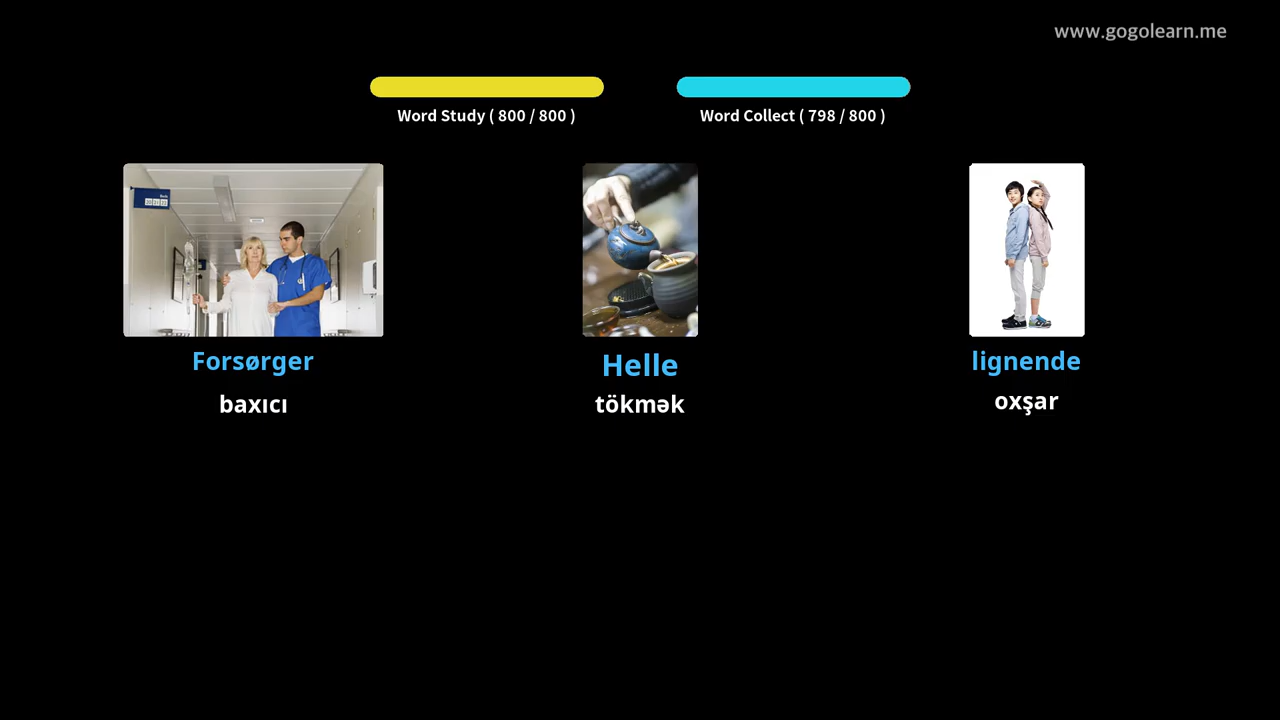 www.gogolearn.me
Word Study ( 800 / 800 )
Word Collect ( 798 / 800 )
Forsørger
Helle
lignende
baxıcı
tökmək
oxşar